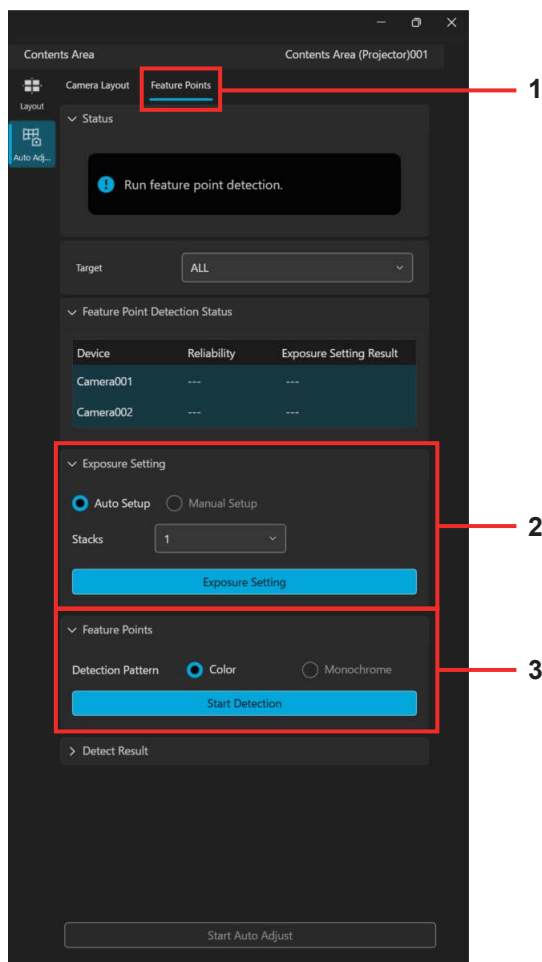 Contents Area Contents Area (Projector)001
Layout
Auto Adj...
Camera Layout Feature Points 1
Status
Run feature point detection.
Target ALL
Feature Point Detection Status
Device Reliability Exposure Setting Result
Camera001 --- ---
Camera002 --- ---
Exposure Setting
Auto Setup Manual Setup
2
Stacks 1
Exposure Setting
Feature Points
Detection Pattern Color Monochrome 3
Start Detection
Detect Result
Start Auto Adjust